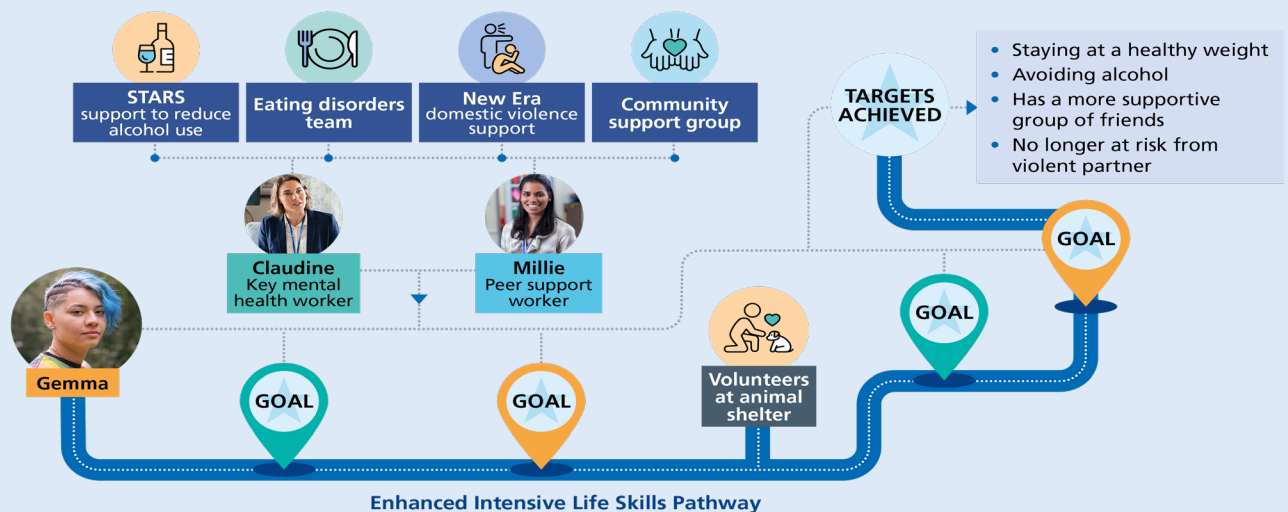 STARS
support to reduce
alcohol use
Eating disorders
team
New Era
domestic violence
support
Community
support group
TARGETS
ACHIEVED
• Staying at a healthy weight
• Avoiding alcohol
• Has a more supportive
group of friends
• No longer at risk from
violent partner
Claudine
Key mental
health worker
Millie
Peer support
worker
Gemma
GOAL
GOAL
Volunteers
at animal
shelter
GOAL
GOAL
Enhanced Intensive Life Skills Pathway